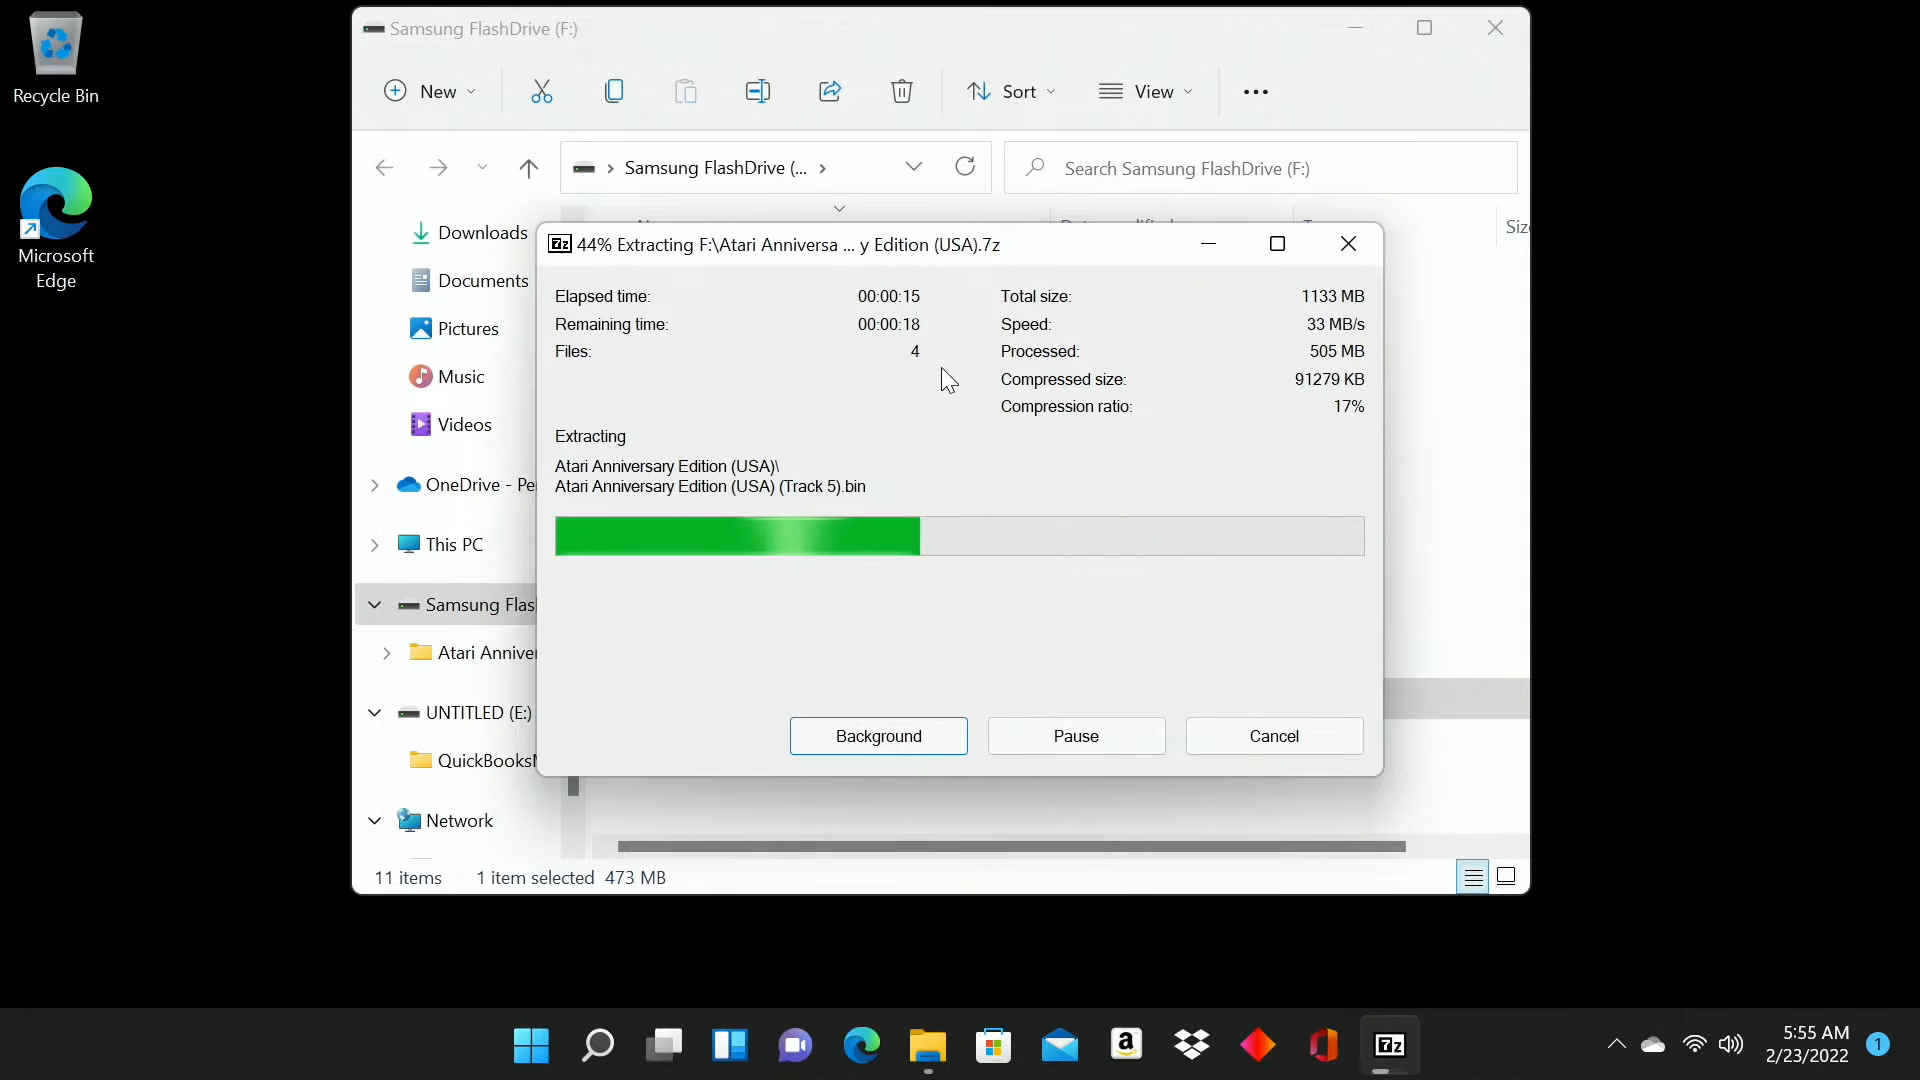 Recycle Bin
Microsoft
Edge
Samsung FlashDrive (F:)
New
Sort
View
Samsung FlashDrive (...
Search Samsung FlashDrive (F:)
Downloads
Documents
Pictures
Music
Videos
OneDrive - Pe
This PC
Samsung Flas
Atari Anniver
UNTITLED (E:)
QuickBooks
Network
11 items 1 item selected 473 MB
7z 44% Extracting F:\Atari Anniversa ... y Edition (USA).7z
Elapsed time: 00:00:15
Remaining time: 00:00:18
Files: 4
Total size: 1133 MB
Speed: 33 MB/s
Processed: 505 MB
Compressed size: 91279 KB
Compression ratio: 17%
Extracting
Atari Anniversary Edition (USA)\
Atari Anniversary Edition (USA) (Track 5).bin
Background
Pause
Cancel
a
7z
5:55 AM
2/23/2022
1